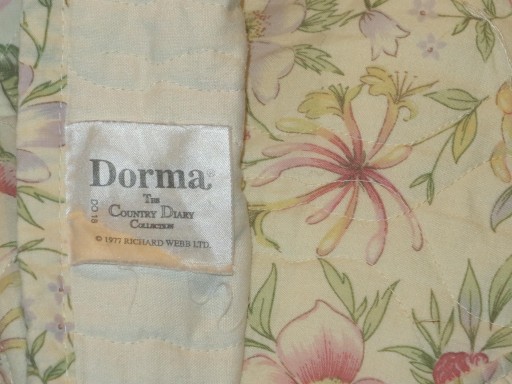 Dorma®
THE
COUNTRY DIARY
COLLECTION
© 1977 RICHARD WEBB LTD.